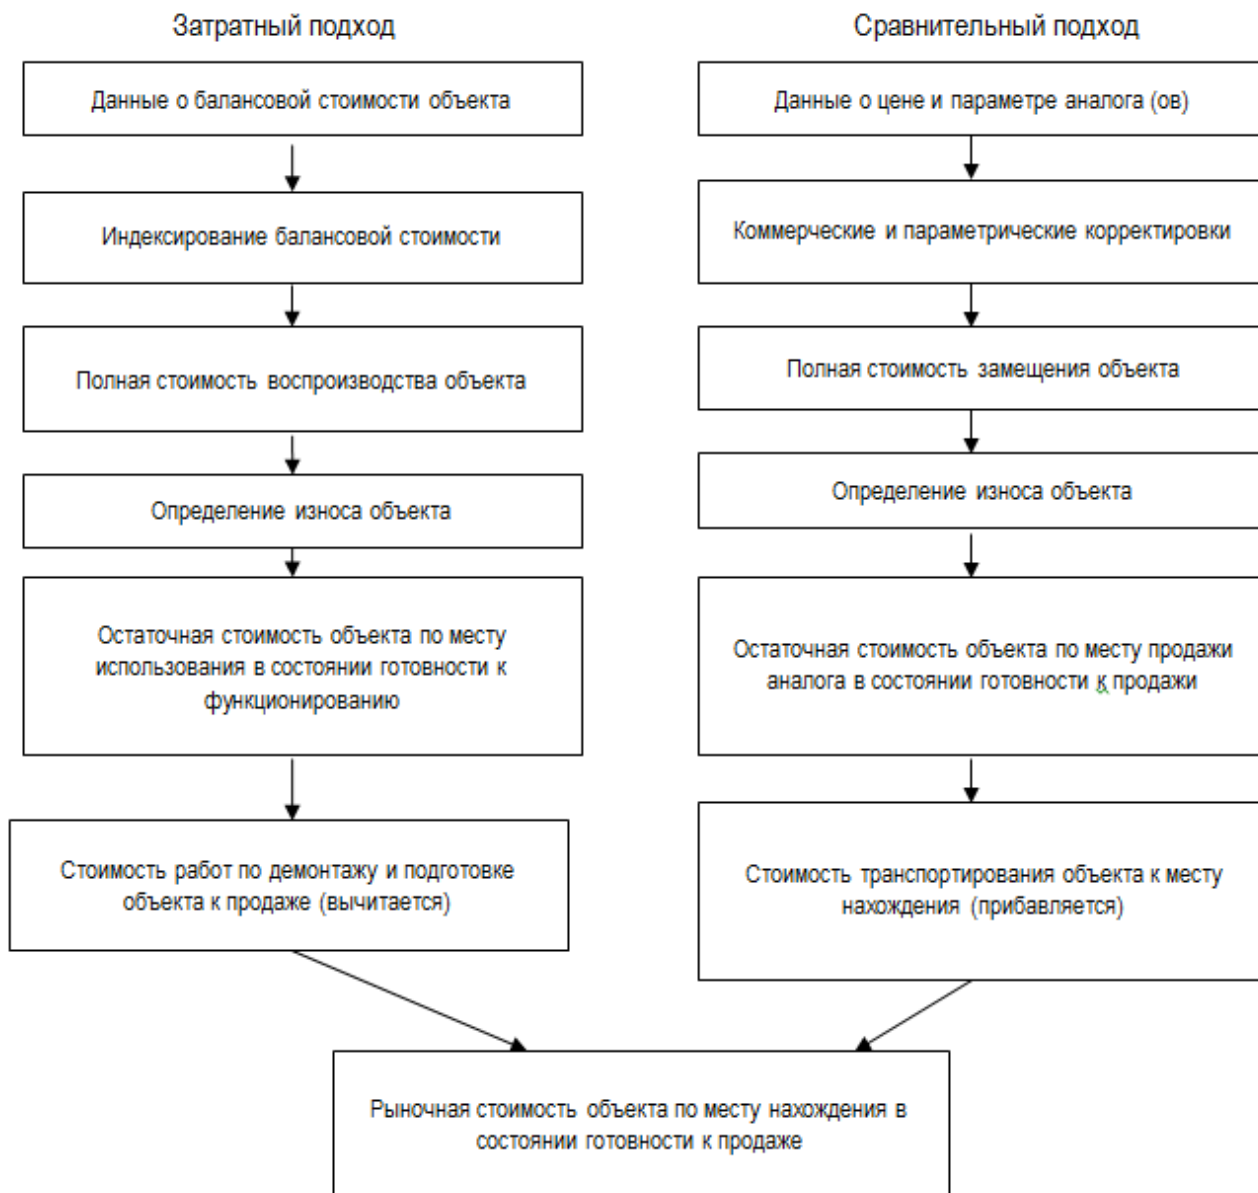 Затратный подход
Данные о балансовой стоимости объекта
Индексирование балансовой стоимости
Полная стоимость воспроизводства объекта
Определение износа объекта
Остаточная стоимость объекта по месту
использования в состоянии готовности к
функционированию
Стоимость работ по демонтажу и подготовке
объекта к продаже (вычитается)
Сравнительный подход
Данные о цене и параметре аналога (ов)
Коммерческие и параметрические корректировки
Полная стоимость замещения объекта
Определение износа объекта
Остаточная стоимость объекта по месту продажи
аналога в состоянии готовности к продажи
Стоимость транспортирования объекта к месту
нахождения (прибавляется)
Рыночная стоимость объекта по месту нахождения в
состоянии готовности к продаже